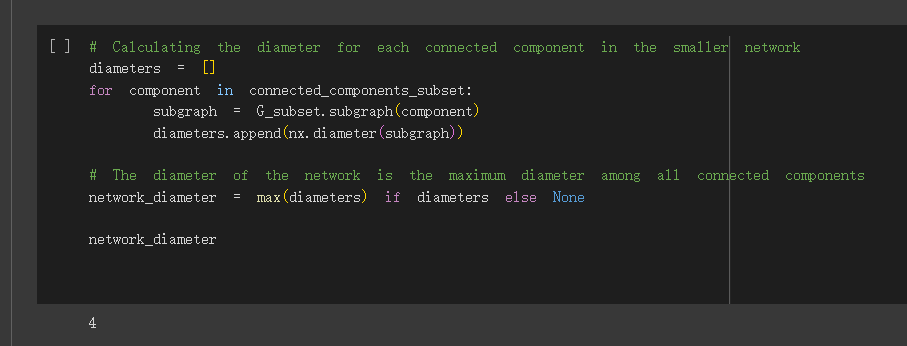 [ ] # Calculating the diameter for each connected component in the smaller network
diameters = []
for component in connected_components_subset:
subgraph = G_subset.subgraph(component)
diameters.append(nx.diameter(subgraph))
# The diameter of the network is the maximum diameter among all connected components
network_diameter = max(diameters) if diameters else None
network_diameter
4